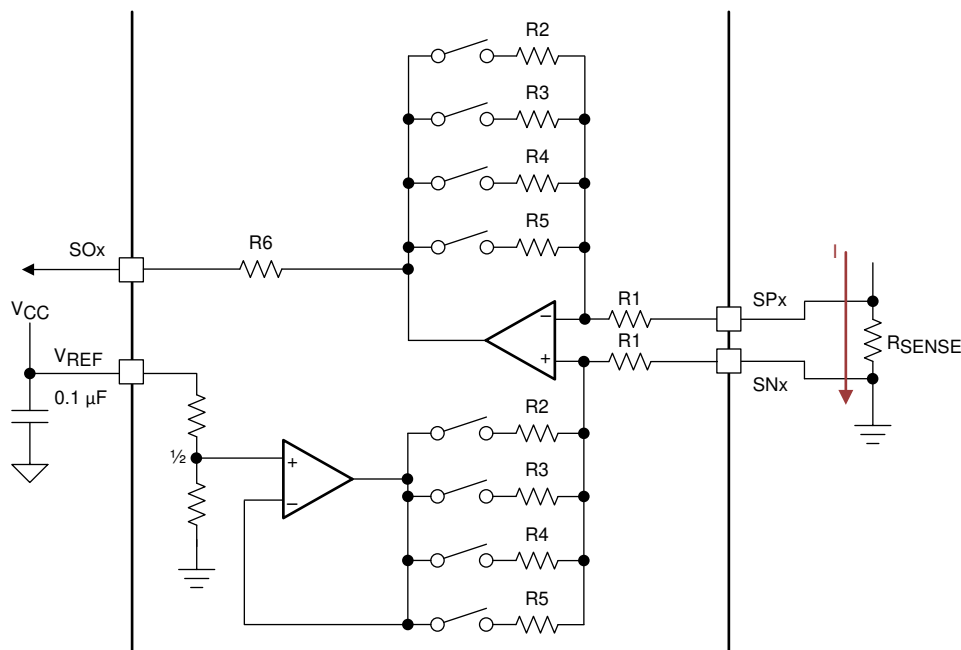 R2
R3
R4
R5
SOx
R6
I
VCC
VREF
0.1 µF
−
+
R1
R1
SPx
SNx
RSENSE
½
+
−
R2
R3
R4
R5